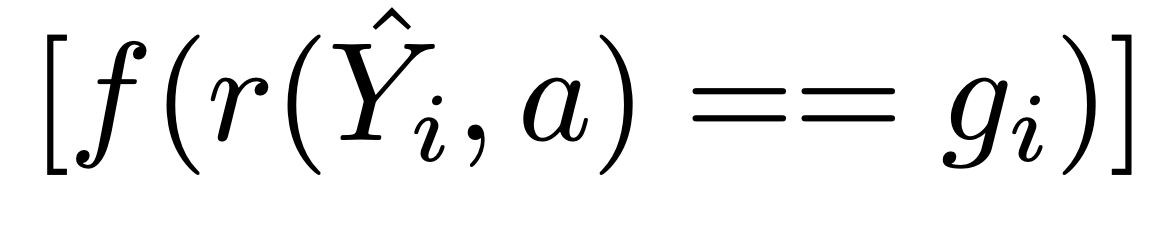 [f(r(Ŷ_i, a) == g_i)]